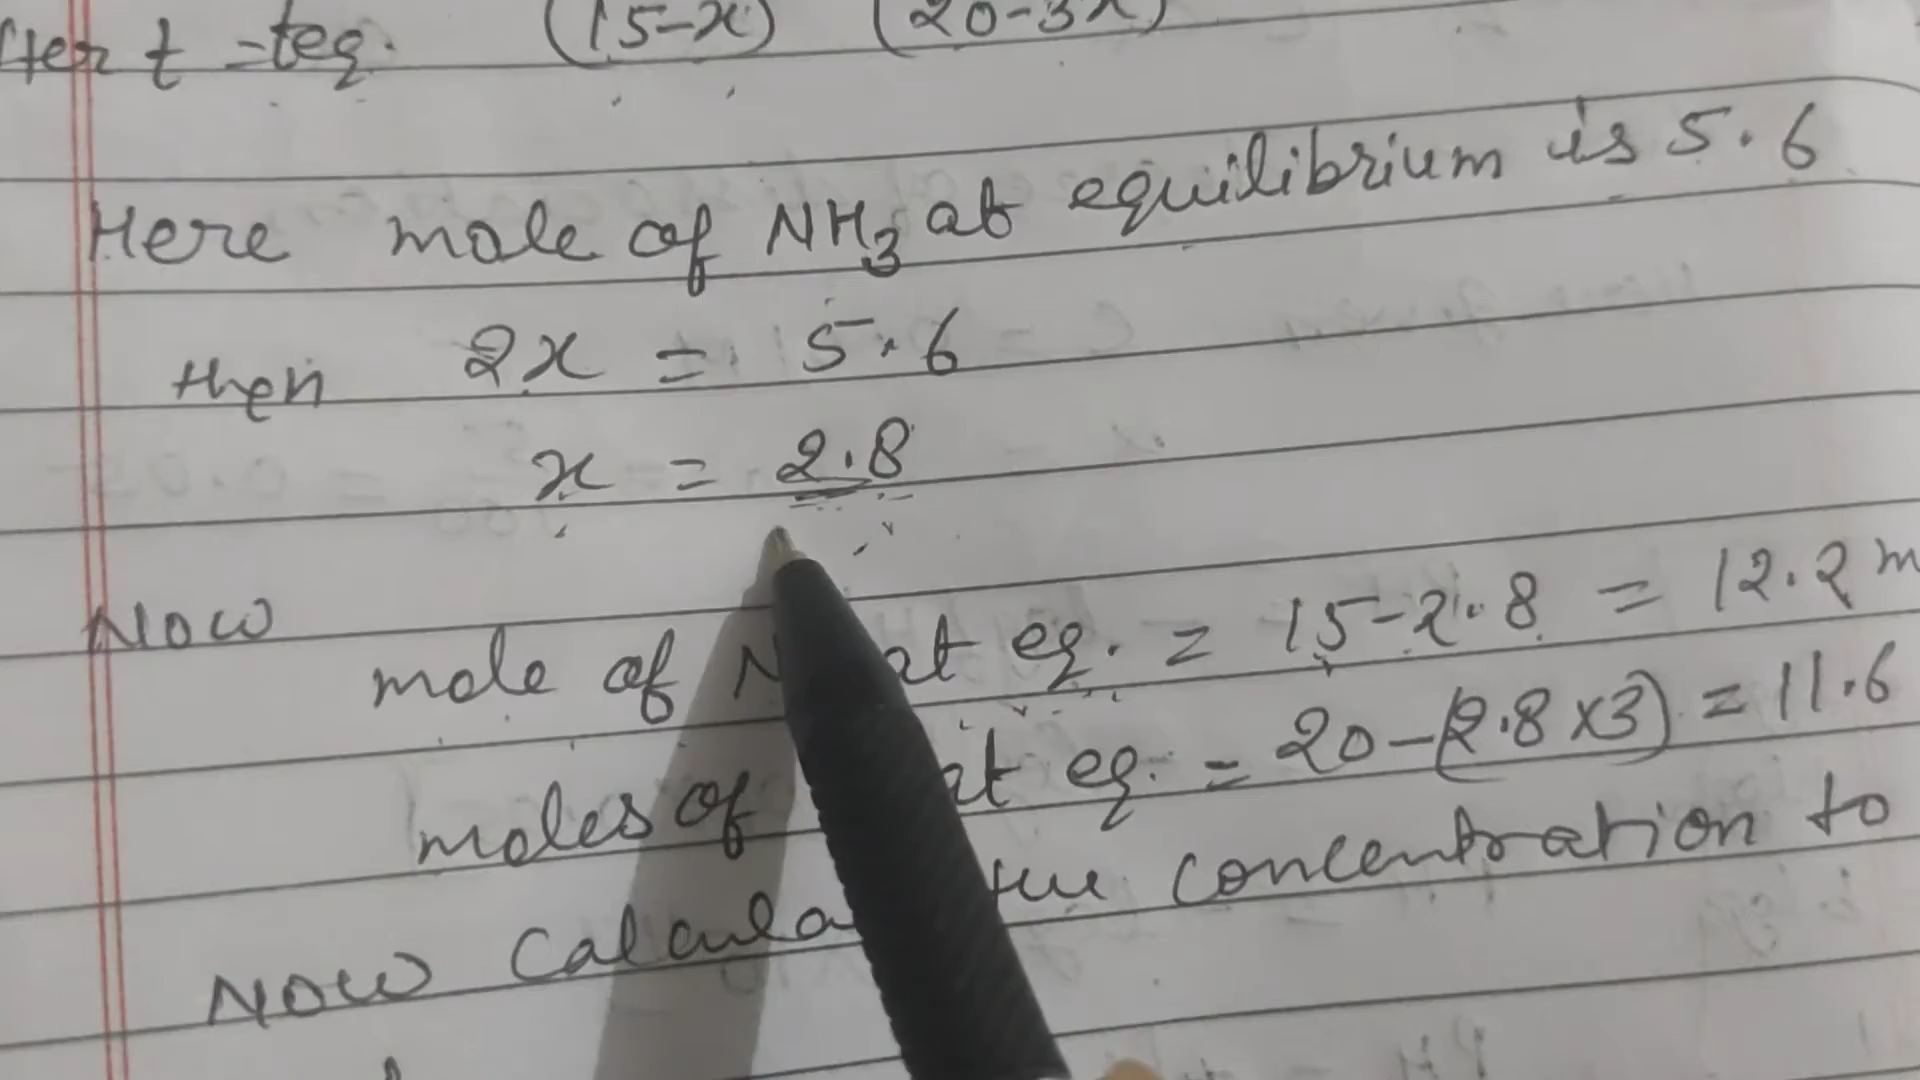 t = teq. (15-x) (20-3x)
Here mole of NH₃ at equilibrium is 5.6
then 2x = 5.6
x = 2.8
Now
mole of at eq. = 15-2.8 = 12.2 m
moles of at eq. = 20-(2.8×3) = 11.6
Now the concentration to